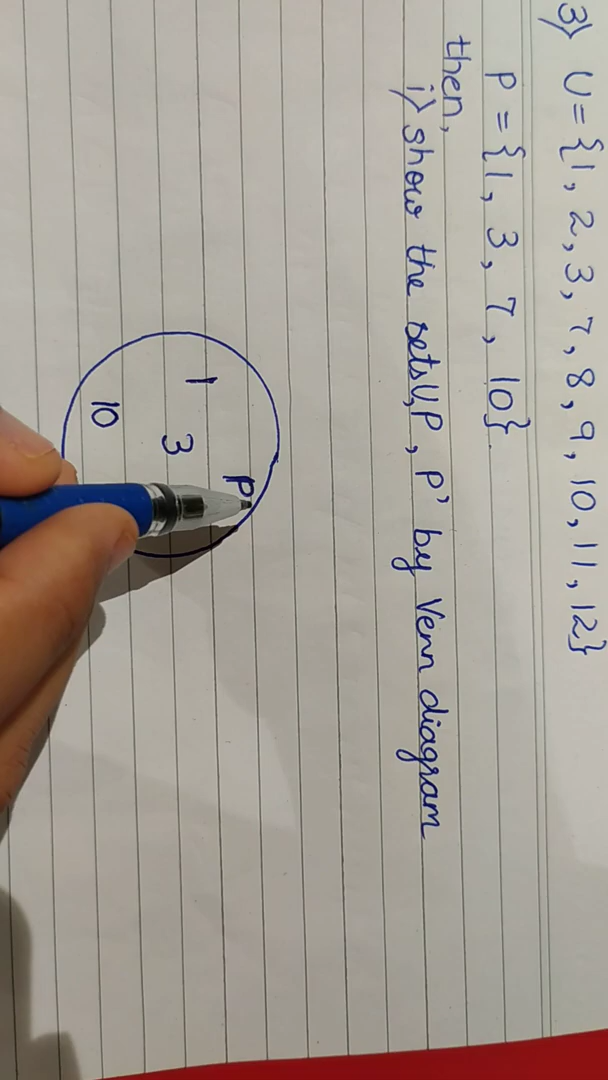 3) U = {1, 2, 3, 7, 8, 9, 10, 11, 12}
P = {1, 3, 7, 10}.
then,
i) show the sets U, P, P' by Venn diagram
P
1
3
10